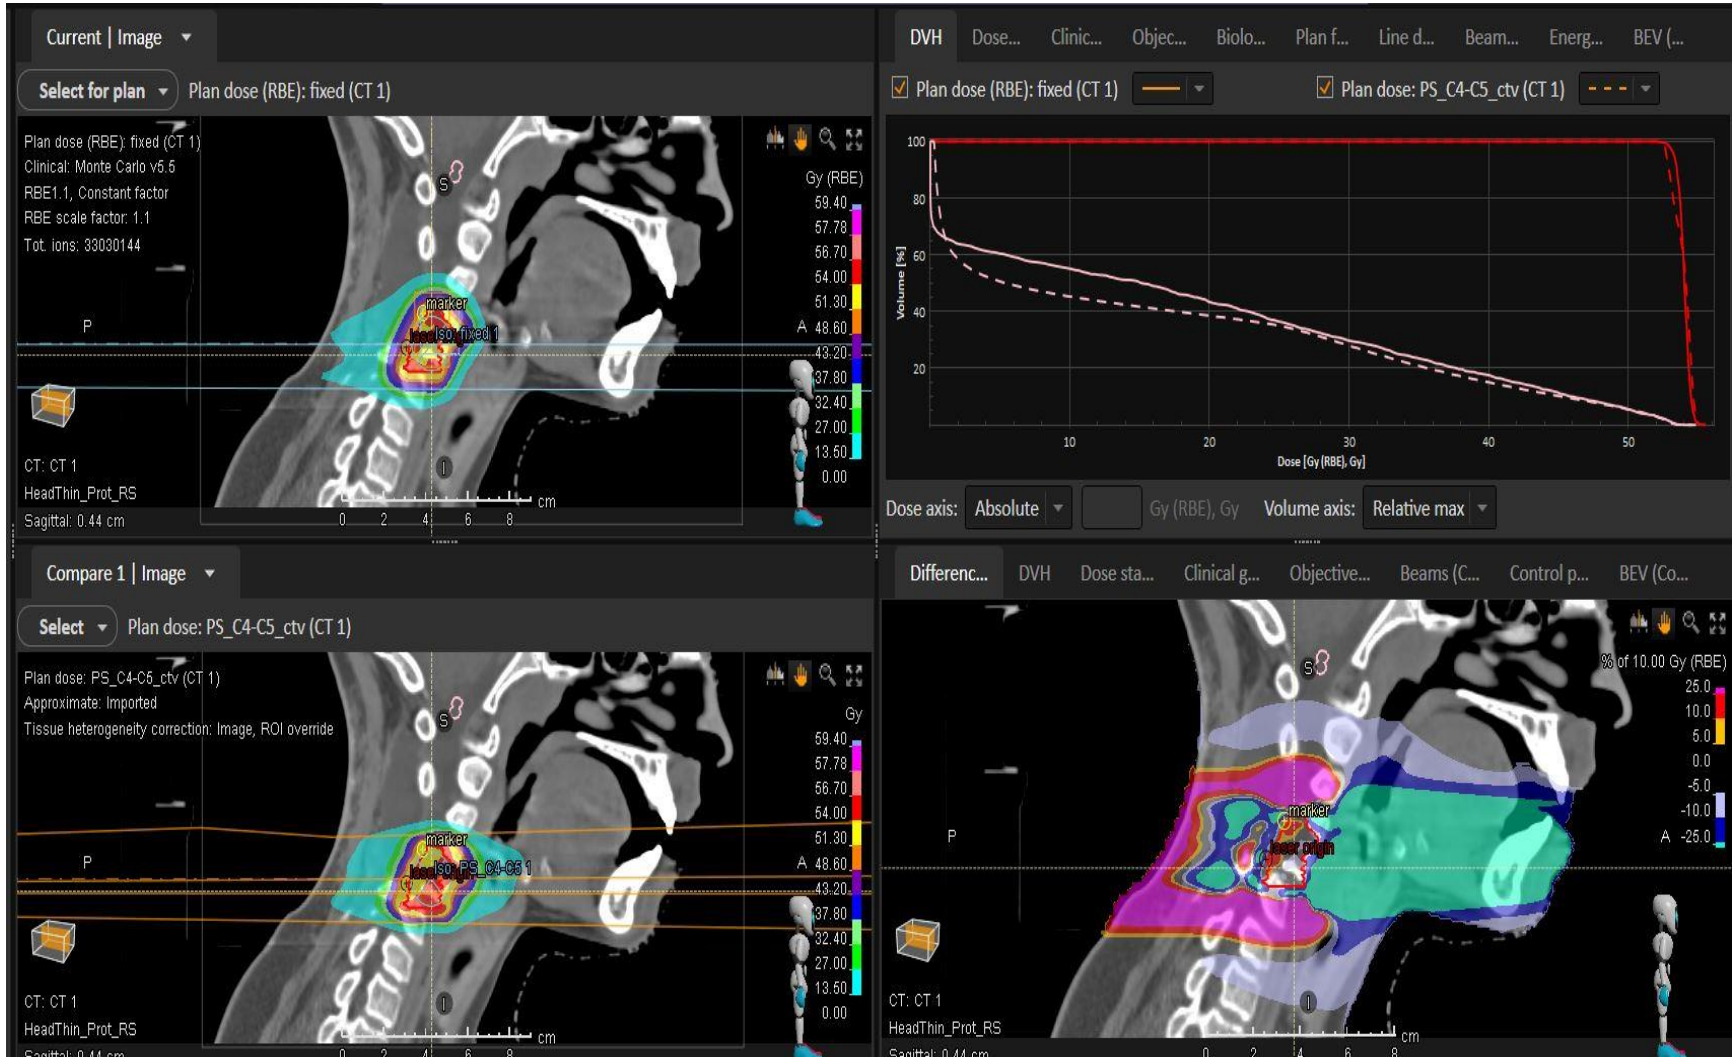 Current | Image
Select for plan Plan dose (RBE): fixed (CT 1)
Plan dose (RBE): fixed (CT 1)
Clinical: Monte Carlo v5.5
RBE1.1, Constant factor
RBE scale factor: 1.1
Tot. ions: 33030144
S
Gy (RBE)
59.40
57.78
56.70
54.00
51.30
48.60
43.20
37.80
32.40
27.00
13.50
0.00
marker
Iso: fixed 1
P
A
I
CT: CT 1
HeadThin_Prot_RS
Sagittal: 0.44 cm
0 2 4 6 8 cm
DVH Dose... Clinic... Objec... Biolo... Plan f... Line d... Beam... Energ... BEV (...
Plan dose (RBE): fixed (CT 1) Plan dose: PS_C4-C5_ctv (CT 1)
100
80
60
40
20
Volume [%]
10 20 30 40 50
Dose [Gy (RBE), Gy]
Dose axis: Absolute Gy (RBE), Gy Volume axis: Relative max
Compare 1 | Image
Select Plan dose: PS_C4-C5_ctv (CT 1)
Plan dose: PS_C4-C5_ctv (CT 1)
Approximate: Imported
Tissue heterogeneity correction: Image, ROI override
S
Gy
59.40
57.78
56.70
54.00
51.30
48.60
43.20
37.80
32.40
27.00
13.50
0.00
marker
Iso: PS_C4-C5 1
P
A
I
CT: CT 1
HeadThin_Prot_RS
Sagittal: 0.44 cm
0 2 4 6 8 cm
Differenc... DVH Dose sta... Clinical g... Objective... Beams (C... Control p... BEV (Co...
S
% of 10.00 Gy (RBE)
25.0
10.0
5.0
0.0
-5.0
-10.0
-25.0
marker
laser origin
P
A
I
CT: CT 1
HeadThin_Prot_RS
Sagittal: 0.44 cm
0 2 4 6 8 cm